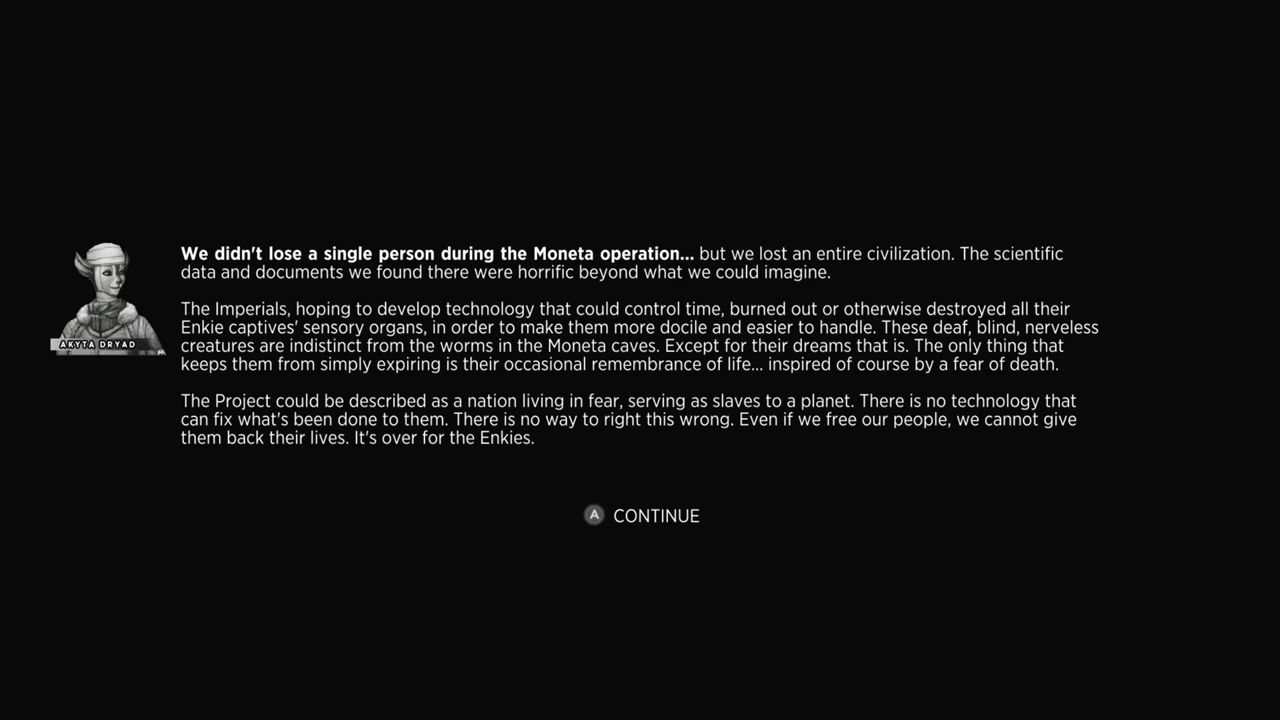 We didn't lose a single person during the Moneta operation... but we lost an entire civilization. The scientific
data and documents we found there were horrific beyond what we could imagine.
The Imperials, hoping to develop technology that could control time, burned out or otherwise destroyed all their
Enkie captives' sensory organs, in order to make them more docile and easier to handle. These deaf, blind, nerveless
creatures are indistinct from the worms in the Moneta caves. Except for their dreams that is. The only thing that
keeps them from simply expiring is their occasional remembrance of life... inspired of course by a fear of death.
AKYTA DRYAD
The Project could be described as a nation living in fear, serving as slaves to a planet. There is no technology that
can fix what's been done to them. There is no way to right this wrong. Even if we free our people, we cannot give
them back their lives. It's over for the Enkies.
A CONTINUE